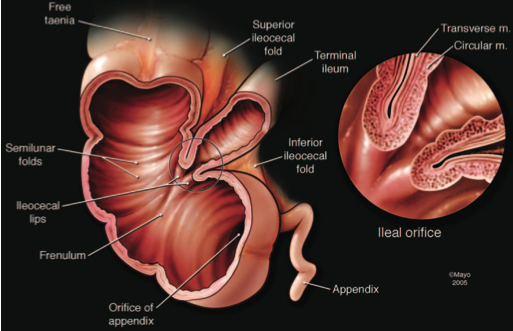 Free
taenia
Superior
ileocecal
fold
Terminal
ileum
Transverse m.
Circular m.
Semilunar
folds
Inferior
ileocecal
fold
Ileocecal
lips
Frenulum
Ileal orifice
©Mayo
2005
Appendix
Orifice of
appendix